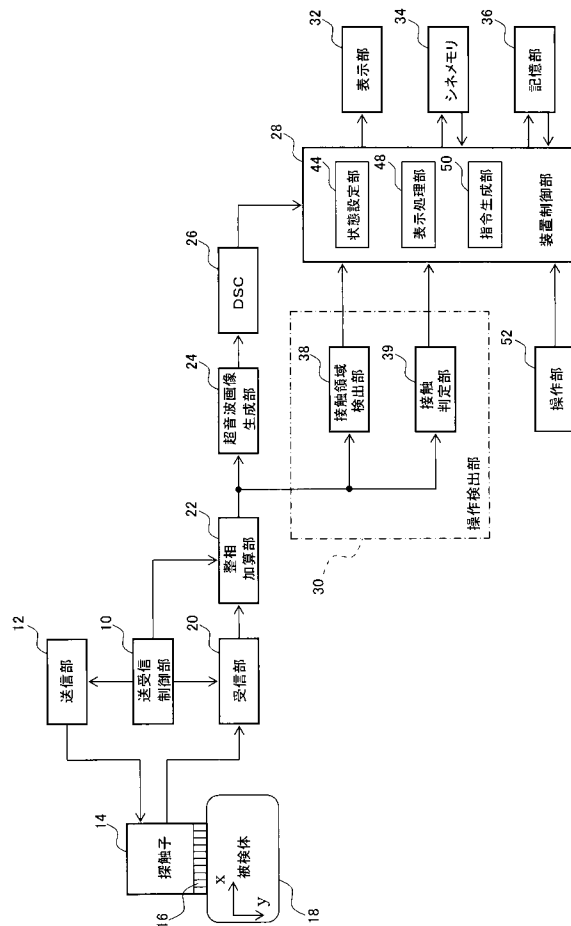 14
探触子
16
x
y
被検体
18
12
送信部
10
送受信
制御部
20
受信部
22
整相
加算部
24
超音波画像
生成部
26
DSC
30
操作検出部
38
接触領域
検出部
39
接触
判定部
52
操作部
28
44
状態設定部
48
表示処理部
50
指令生成部
装置制御部
32
表示部
34
シネメモリ
36
記憶部